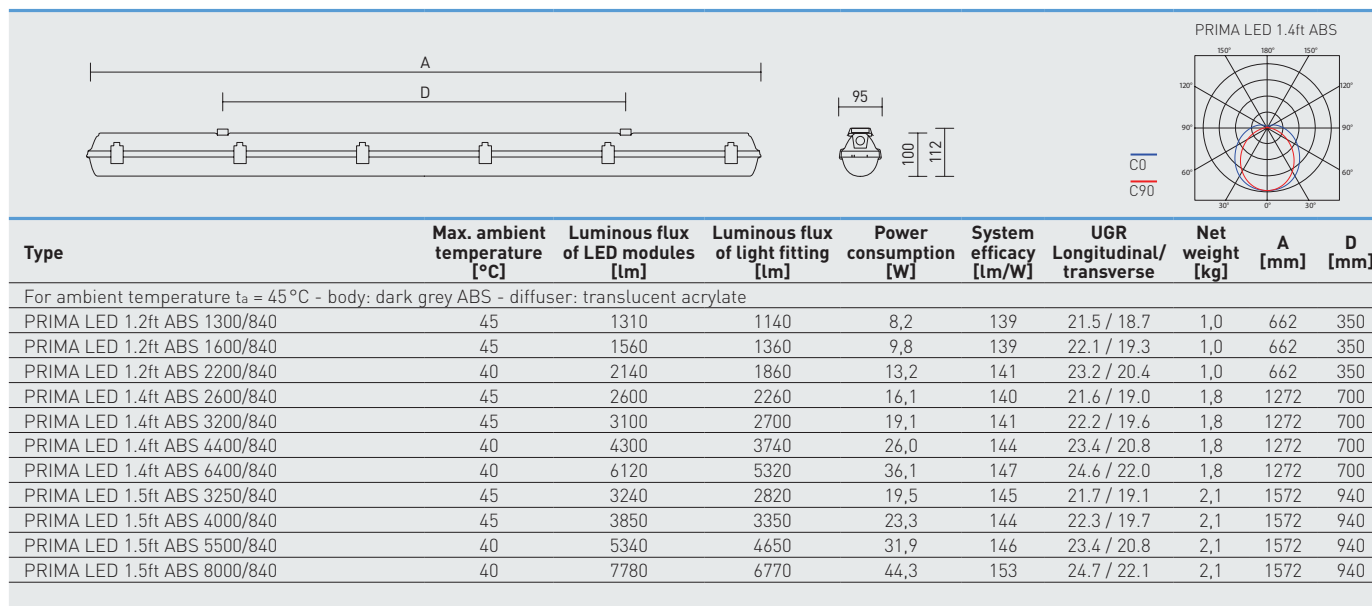 PRIMA LED 1.4ft ABS
150° 180° 150°
A
D
95
120° 120°
90° 90°
100
112
C0
C90
60° 60°
30° 0° 30°
Type Max. ambient temperature [°C] Luminous flux of LED modules [lm] Luminous flux of light fitting [lm] Power consumption [W] System efficacy [lm/W] UGR Longitudinal/ transverse Net weight [kg] A [mm] D [mm]
For ambient temperature ta = 45°C - body: dark grey ABS - diffuser: translucent acrylate
PRIMA LED 1.2ft ABS 1300/840 45 1310 1140 8,2 139 21.5 / 18.7 1,0 662 350
PRIMA LED 1.2ft ABS 1600/840 45 1560 1360 9,8 139 22.1 / 19.3 1,0 662 350
PRIMA LED 1.2ft ABS 2200/840 40 2140 1860 13,2 141 23.2 / 20.4 1,0 662 350
PRIMA LED 1.4ft ABS 2600/840 45 2600 2260 16,1 140 21.6 / 19.0 1,8 1272 700
PRIMA LED 1.4ft ABS 3200/840 45 3100 2700 19,1 141 22.2 / 19.6 1,8 1272 700
PRIMA LED 1.4ft ABS 4400/840 40 4300 3740 26,0 144 23.4 / 20.8 1,8 1272 700
PRIMA LED 1.4ft ABS 6400/840 40 6120 5320 36,1 147 24.6 / 22.0 1,8 1272 700
PRIMA LED 1.5ft ABS 3250/840 45 3240 2820 19,5 145 21.7 / 19.1 2,1 1572 940
PRIMA LED 1.5ft ABS 4000/840 45 3850 3350 23,3 144 22.3 / 19.7 2,1 1572 940
PRIMA LED 1.5ft ABS 5500/840 40 5340 4650 31,9 146 23.4 / 20.8 2,1 1572 940
PRIMA LED 1.5ft ABS 8000/840 40 7780 6770 44,3 153 24.7 / 22.1 2,1 1572 940